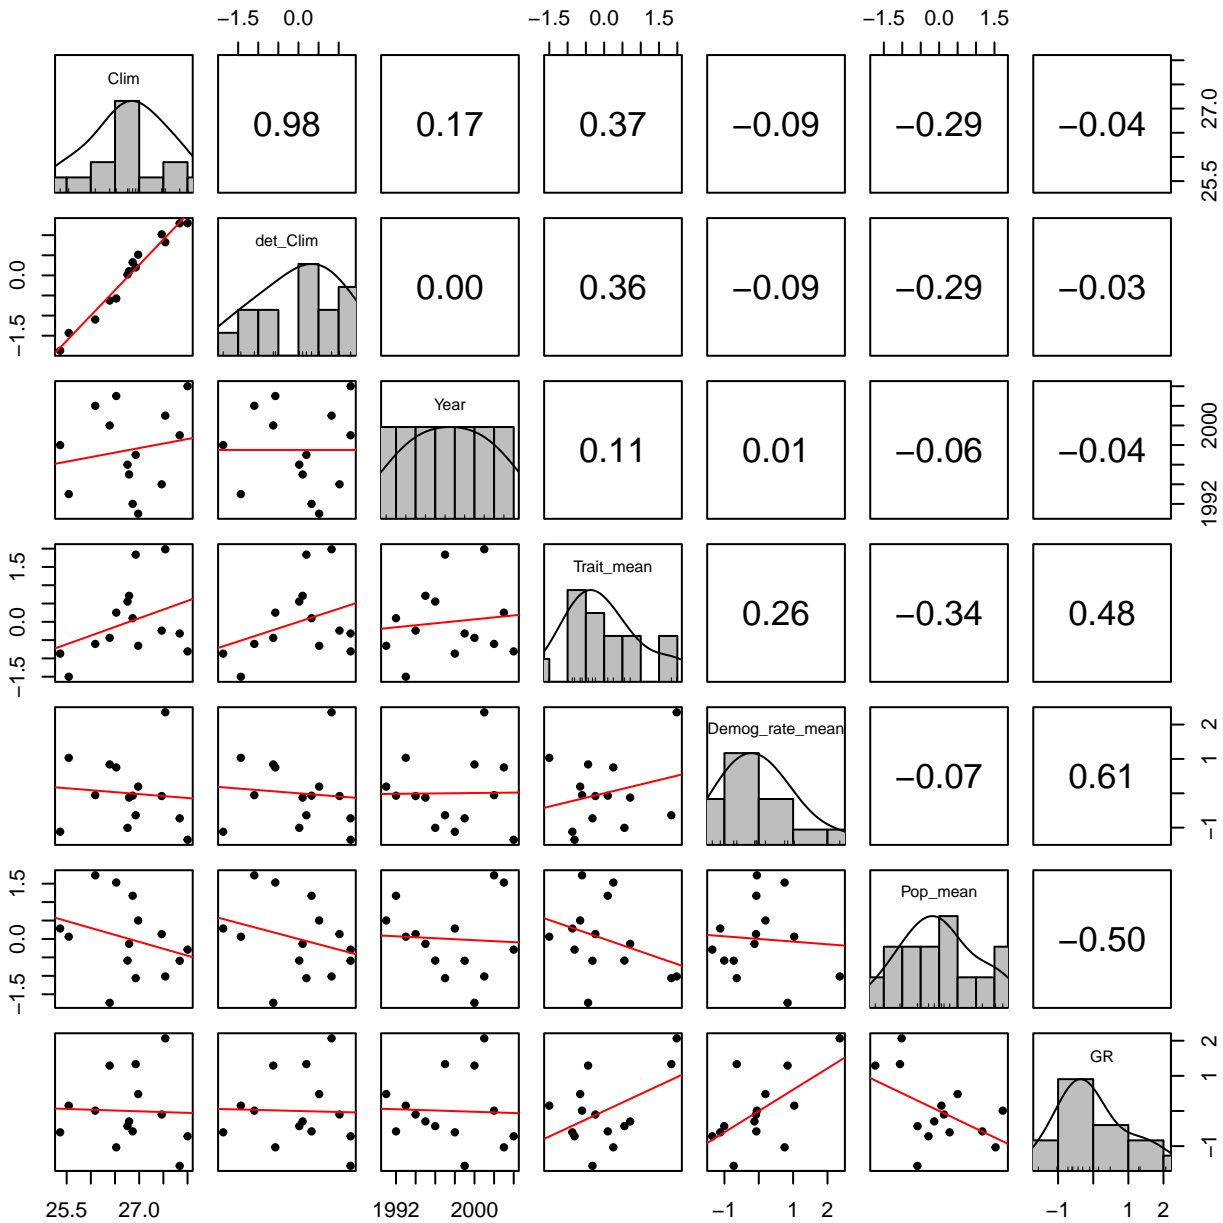 −1.5 0.0 −1.5 0.0 1.5 −1.5 0.0 1.5
Clim 0.98 0.17 0.37 −0.09 −0.29 −0.04 25.5 27.0
−1.5 0.0 det_Clim 0.00 0.36 −0.09 −0.29 −0.03
Year 0.11 0.01 −0.06 −0.04 1992 2000
−1.5 0.0 1.5 Trait_mean 0.26 −0.34 0.48
Demog_rate_mean −0.07 0.61 −1 1 2
−1.5 0.0 1.5 Pop_mean −0.50
GR −1 1 2
25.5 27.0 1992 2000 −1 1 2 −1 1 2